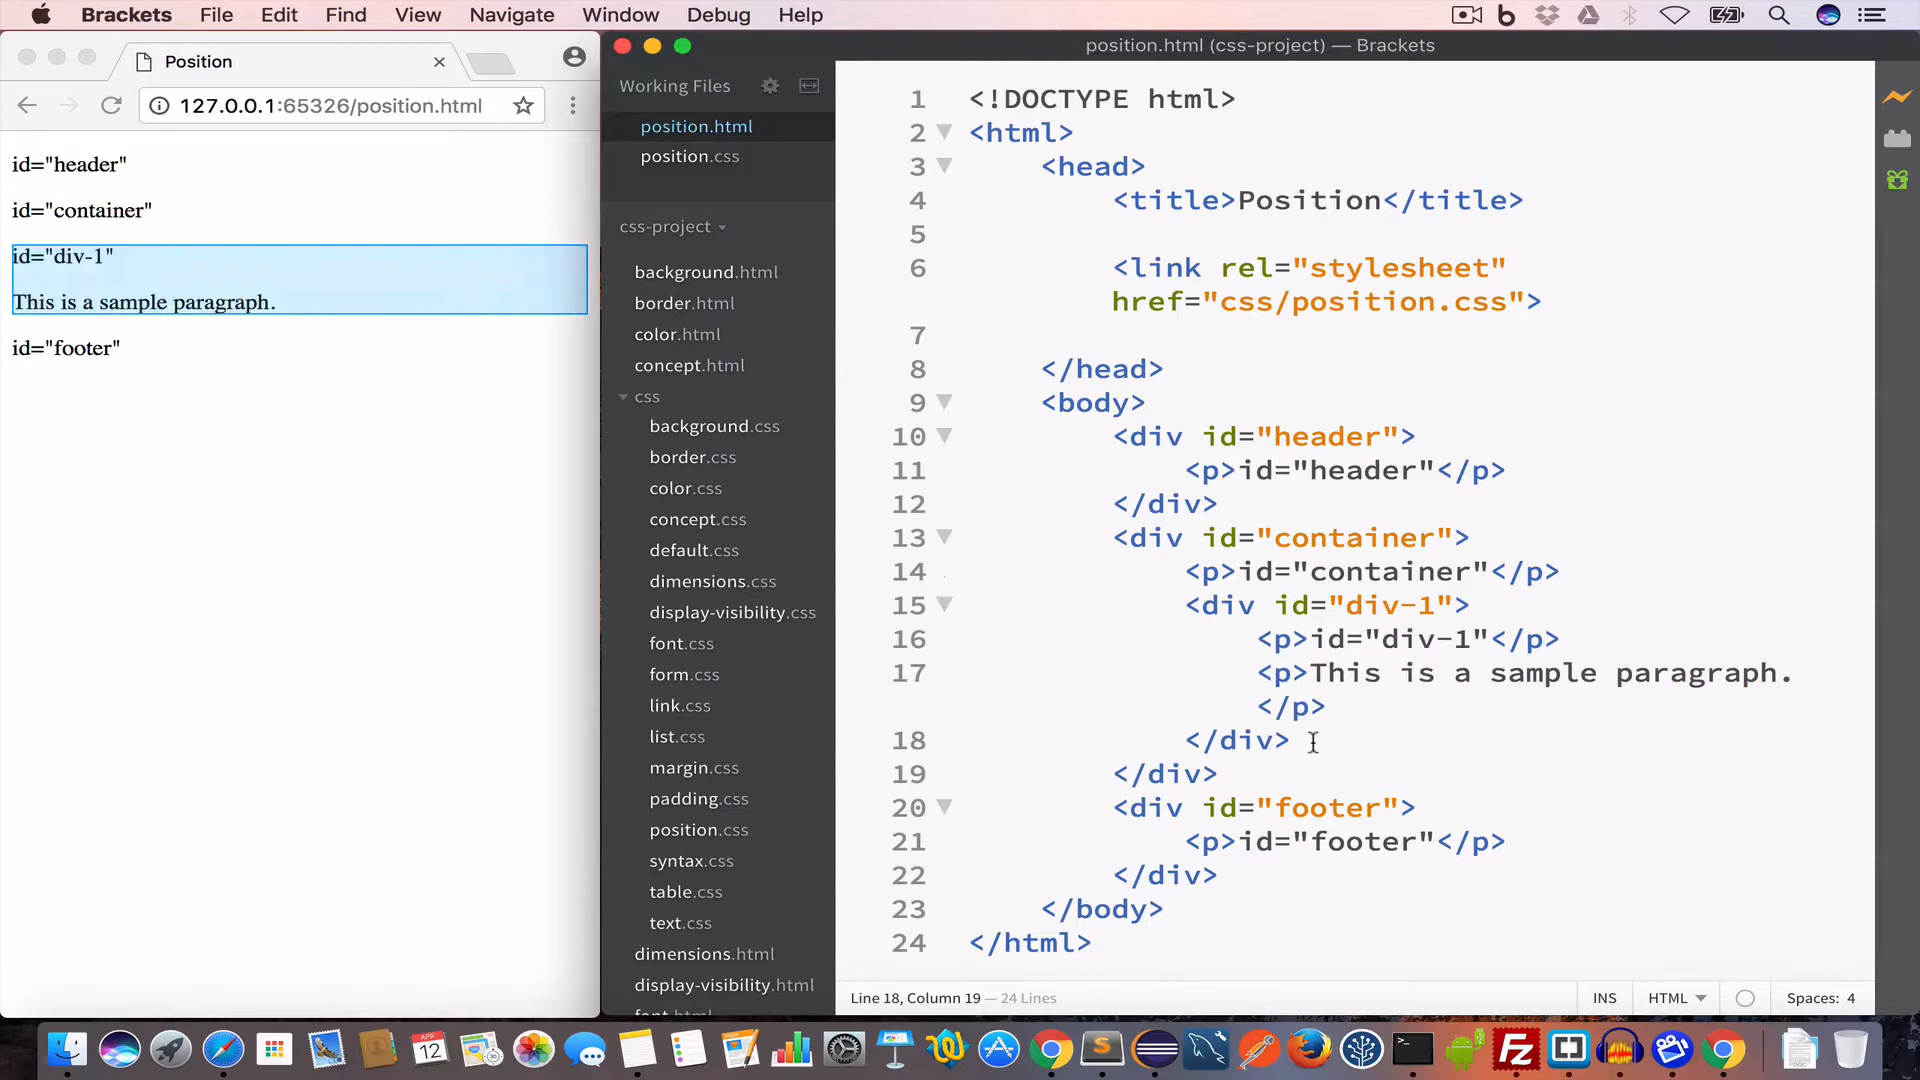 Brackets File Edit Find View Navigate Window Debug Help
Position
127.0.0.1:65326/position.html
id="header"
id="container"
id="div-1"
This is a sample paragraph.
id="footer"
position.html (css-project) — Brackets
Working Files
position.html
position.css
css-project
background.html
border.html
color.html
concept.html
css
background.css
border.css
color.css
concept.css
default.css
dimensions.css
display-visibility.css
font.css
form.css
link.css
list.css
margin.css
padding.css
position.css
syntax.css
table.css
text.css
dimensions.html
display-visibility.html
font.html
1 <!DOCTYPE html>
2 <html>
3 <head>
4 <title>Position</title>
5
6 <link rel="stylesheet"
href="css/position.css">
7
8 </head>
9 <body>
10 <div id="header">
11 <p>id="header"</p>
12 </div>
13 <div id="container">
14 <p>id="container"</p>
15 <div id="div-1">
16 <p>id="div-1"</p>
17 <p>This is a sample paragraph.
</p>
18 </div>
19 </div>
20 <div id="footer">
21 <p>id="footer"</p>
22 </div>
23 </body>
24 </html>
Line 18, Column 19 — 24 Lines
INS HTML Spaces: 4
APR
12